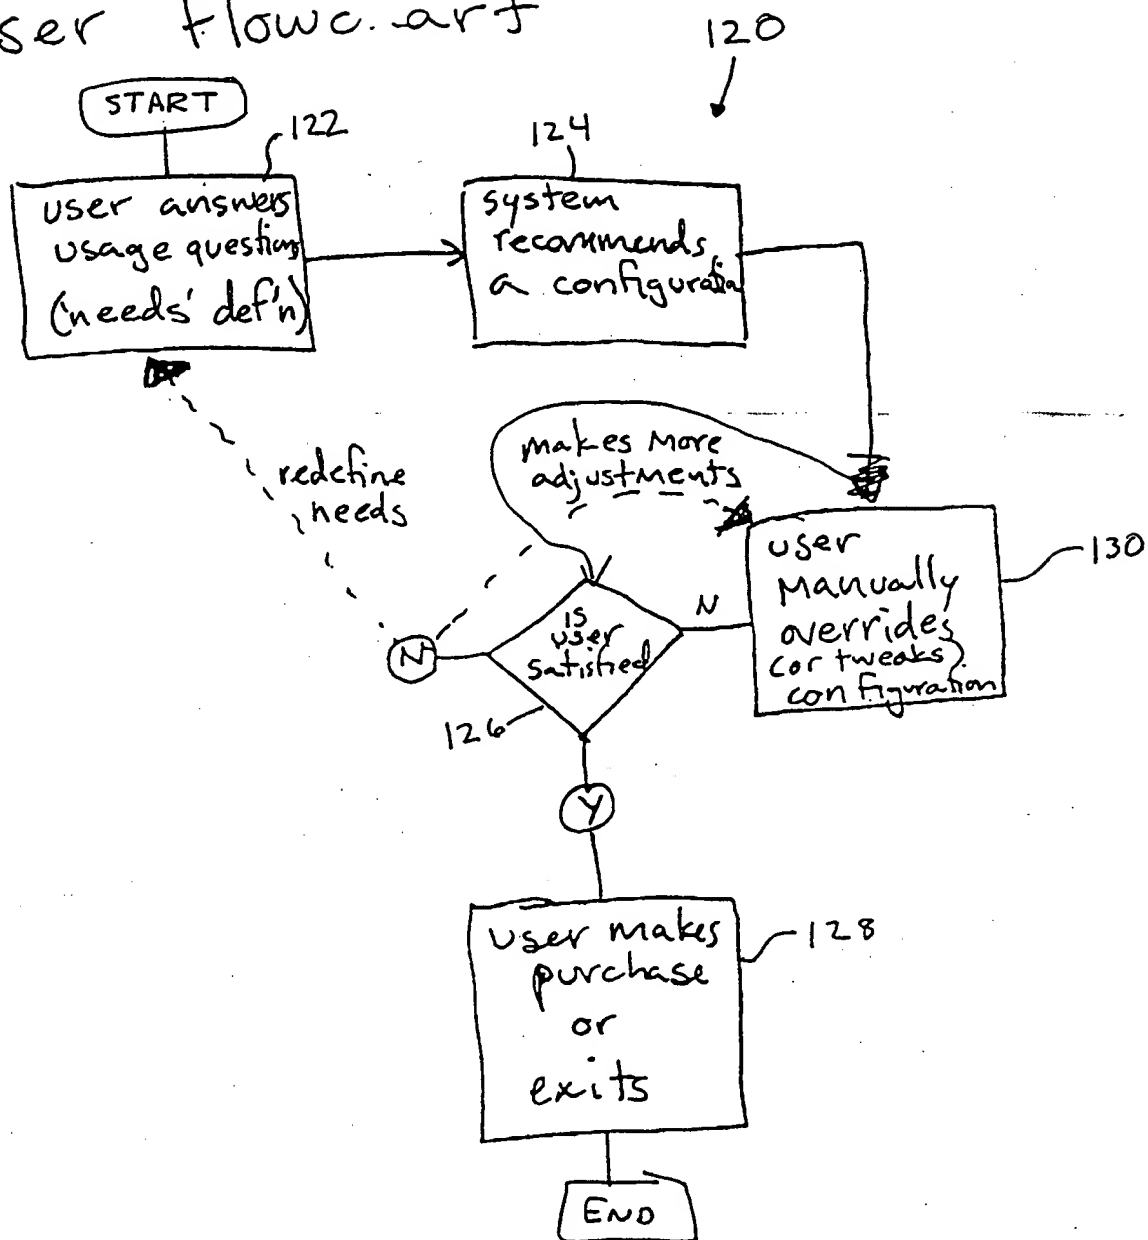 ser flowc.art
120
START
122
124
user answers
usage questions
('needs' def'n)
system
recommends
a configuration
makes more
adjustments
redefine
needs
user
manually
overrides
(or tweaks)
configuration
130
N
is
user
satisfied
N
126
Y
user makes
purchase
or
exits
128
END